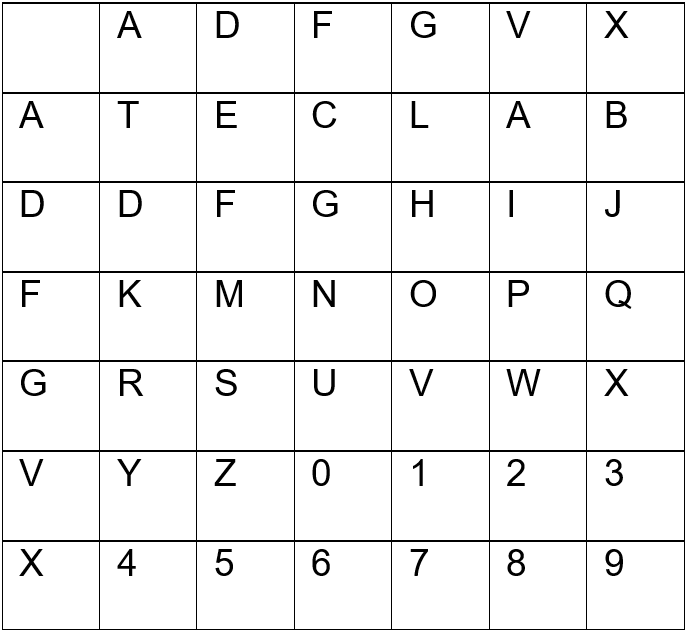 A D F G V X
A T E C L A B
D D F G H I J
F K M N O P Q
G R S U V W X
V Y Z 0 1 2 3
X 4 5 6 7 8 9